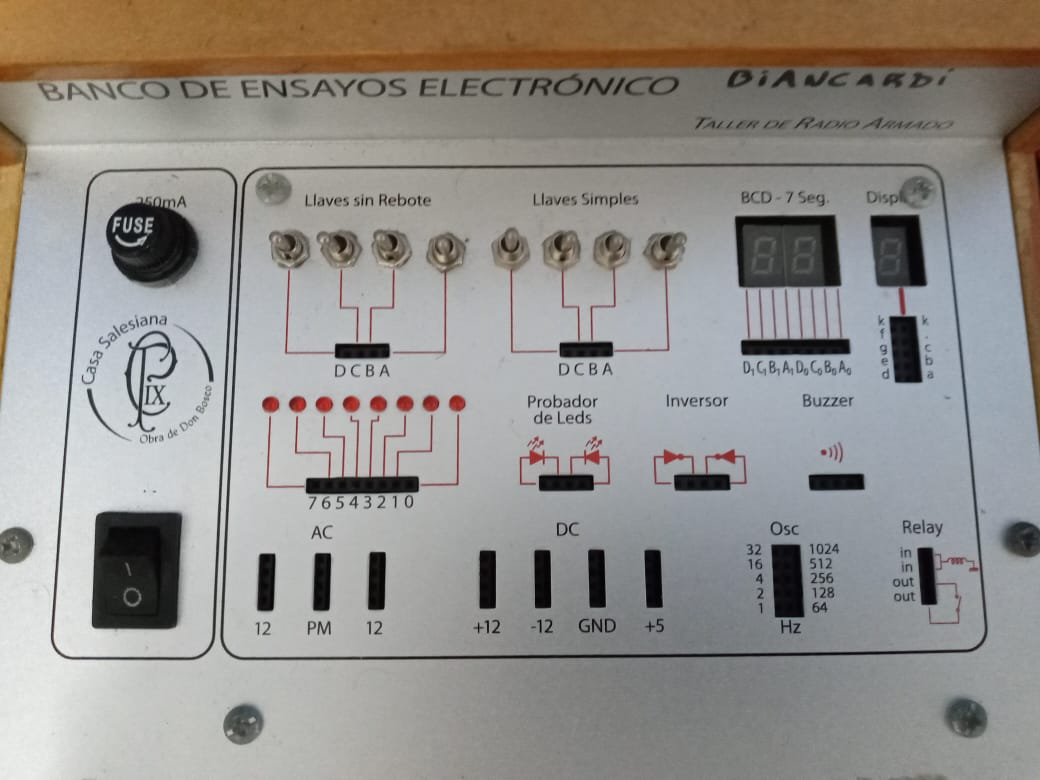 BANCO DE ENSAYOS ELECTRÓNICO
BiANCARDi
TALLER DE RADIO ARMADO
250mA
FUSE
Casa Salesiana
PIX
Obra de Don Bosco
Llaves sin Rebote
Llaves Simples
BCD - 7 Seg.
D C B A
D C B A
D₁ C₁ B₁ A₁ D₀ C₀ B₀ A₀
k k
f .
g c
e b
d a
Probador
de Leds
Inversor
Buzzer
7 6 5 4 3 2 1 0
AC
12 PM 12
DC
+12 -12 GND +5
Osc
32 1024
16 512
4 256
2 128
1 64
Hz
Relay
in
in
out
out
I
O